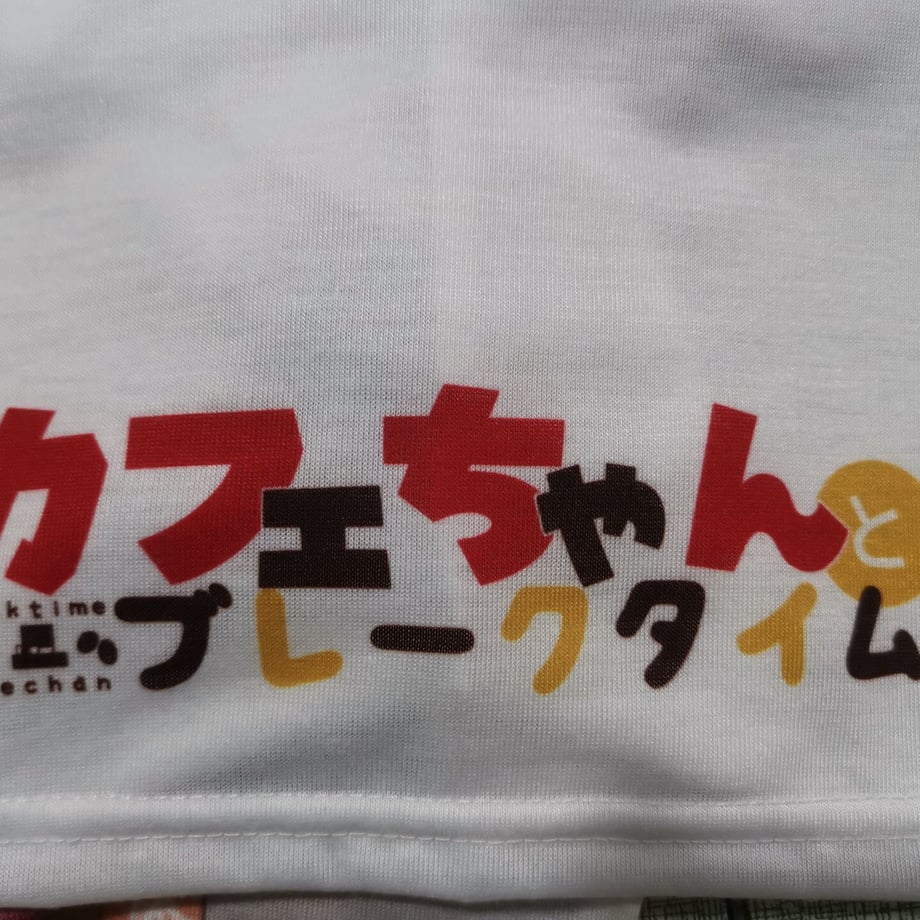 カフェちゃんと
ブレークタイム
ktime
echan